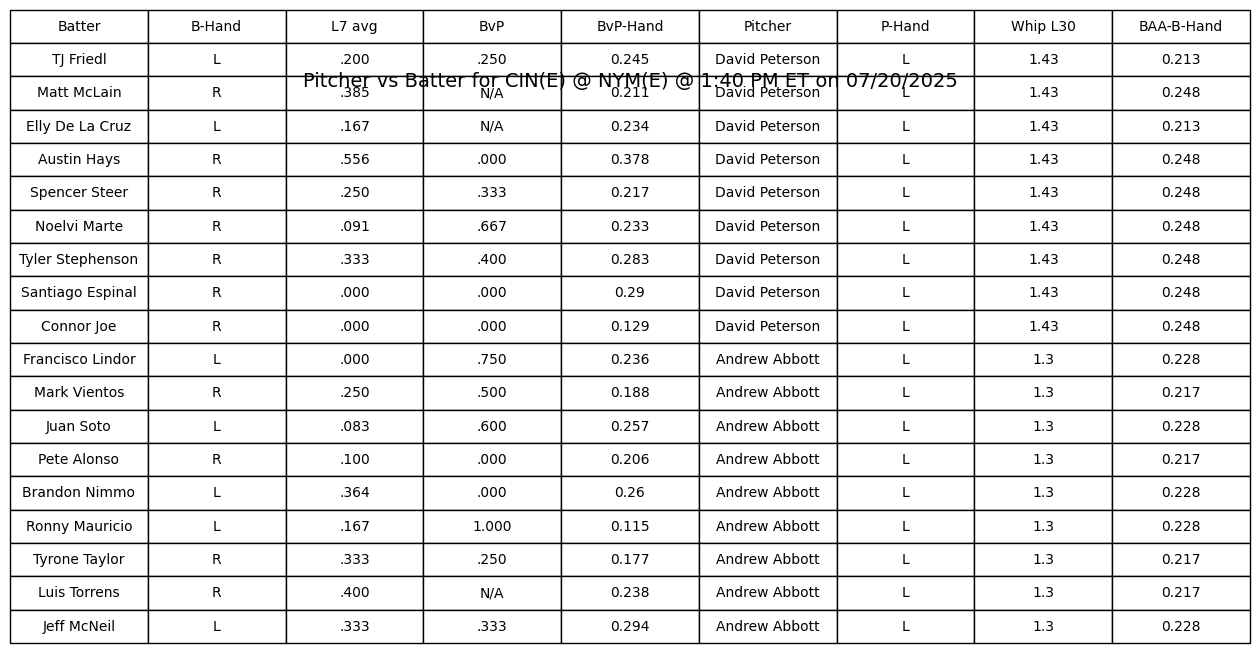 Batter B-Hand L7 avg BvP BvP-Hand Pitcher P-Hand Whip L30 BAA-B-Hand
TJ Friedl L .200 .250 0.245 David Peterson L 1.43 0.213
Pitcher vs Batter for CIN(E) @ NYM(E) @ 1:40 PM ET on 07/20/2025
Matt McLain R .385 N/A 0.211 David Peterson L 1.43 0.248
Elly De La Cruz L .167 N/A 0.234 David Peterson L 1.43 0.213
Austin Hays R .556 .000 0.378 David Peterson L 1.43 0.248
Spencer Steer R .250 .333 0.217 David Peterson L 1.43 0.248
Noelvi Marte R .091 .667 0.233 David Peterson L 1.43 0.248
Tyler Stephenson R .333 .400 0.283 David Peterson L 1.43 0.248
Santiago Espinal R .000 .000 0.29 David Peterson L 1.43 0.248
Connor Joe R .000 .000 0.129 David Peterson L 1.43 0.248
Francisco Lindor L .000 .750 0.236 Andrew Abbott L 1.3 0.228
Mark Vientos R .250 .500 0.188 Andrew Abbott L 1.3 0.217
Juan Soto L .083 .600 0.257 Andrew Abbott L 1.3 0.228
Pete Alonso R .100 .000 0.206 Andrew Abbott L 1.3 0.217
Brandon Nimmo L .364 .000 0.26 Andrew Abbott L 1.3 0.228
Ronny Mauricio L .167 1.000 0.115 Andrew Abbott L 1.3 0.228
Tyrone Taylor R .333 .250 0.177 Andrew Abbott L 1.3 0.217
Luis Torrens R .400 N/A 0.238 Andrew Abbott L 1.3 0.217
Jeff McNeil L .333 .333 0.294 Andrew Abbott L 1.3 0.228